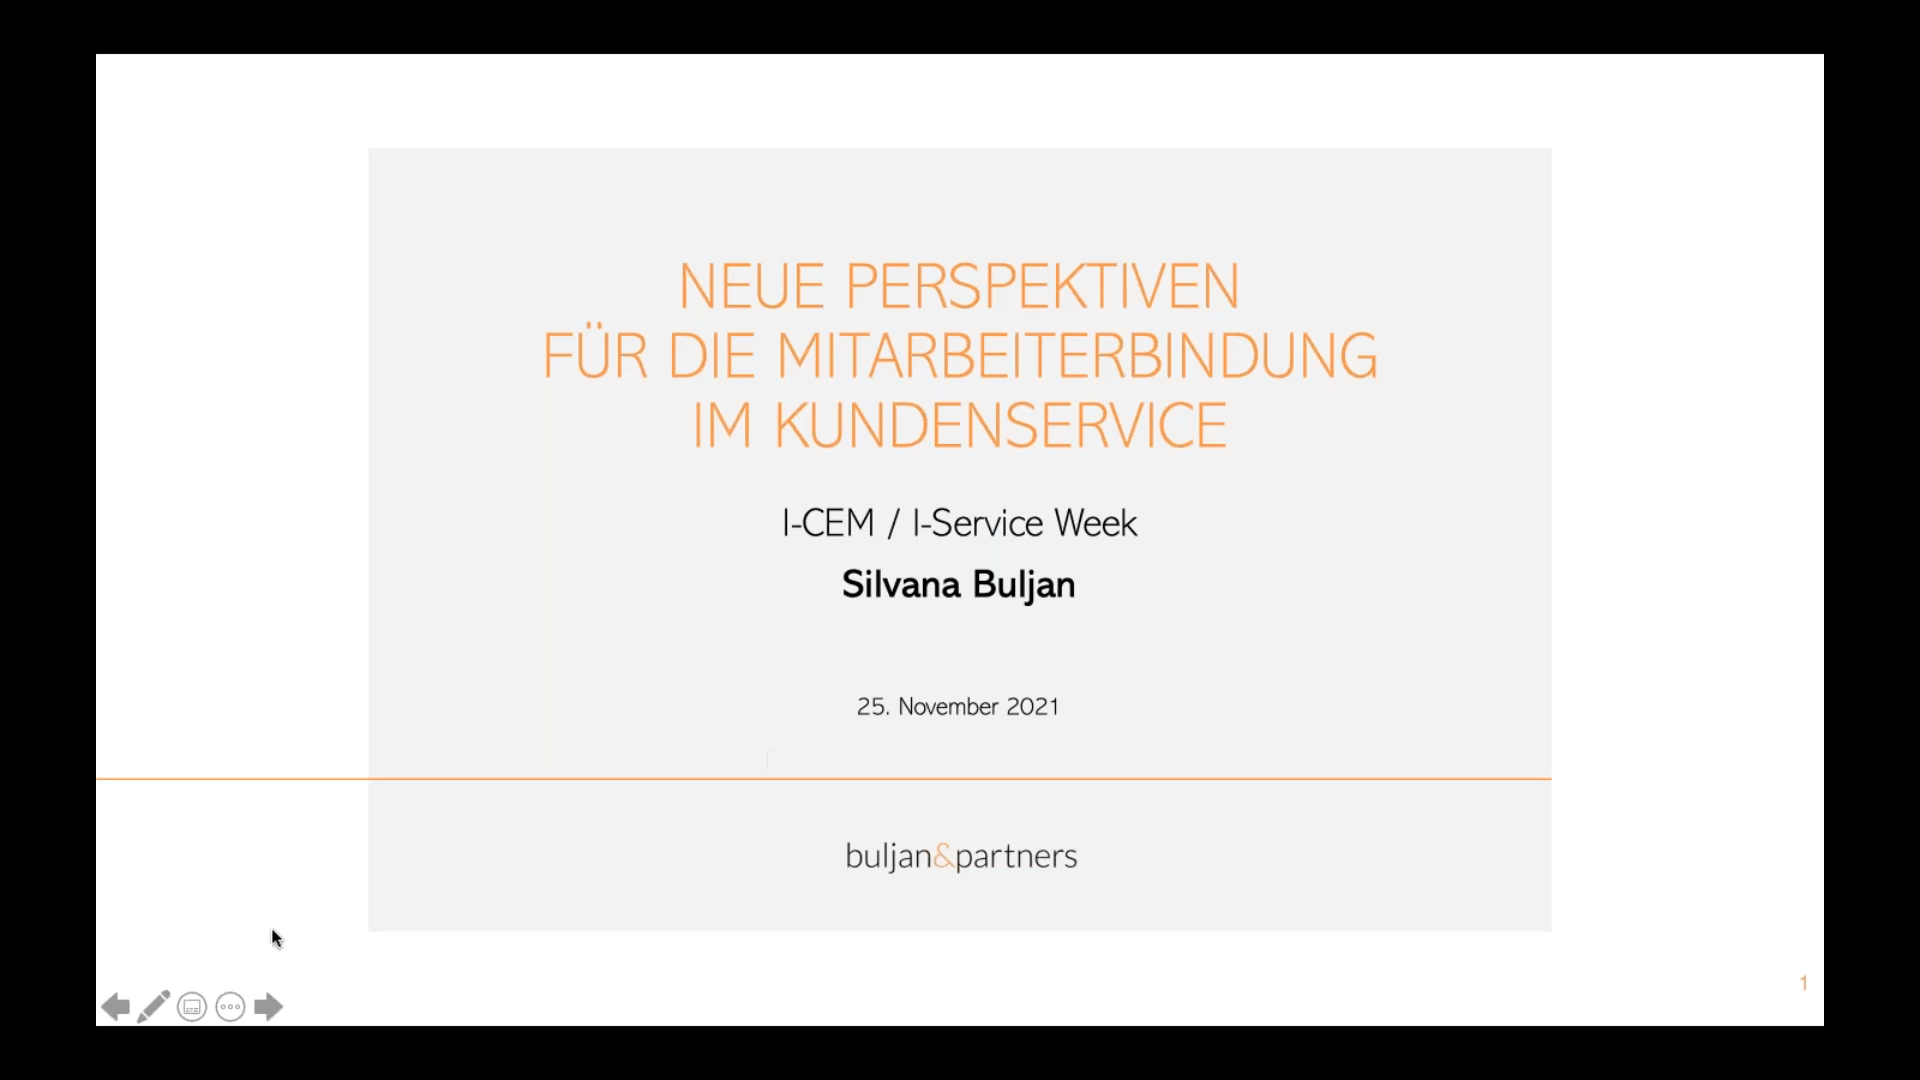 NEUE PERSPEKTIVEN
FÜR DIE MITARBEITERBINDUNG
IM KUNDENSERVICE
I-CEM / I-Service Week
Silvana Buljan
25. November 2021
buljan&partners
1